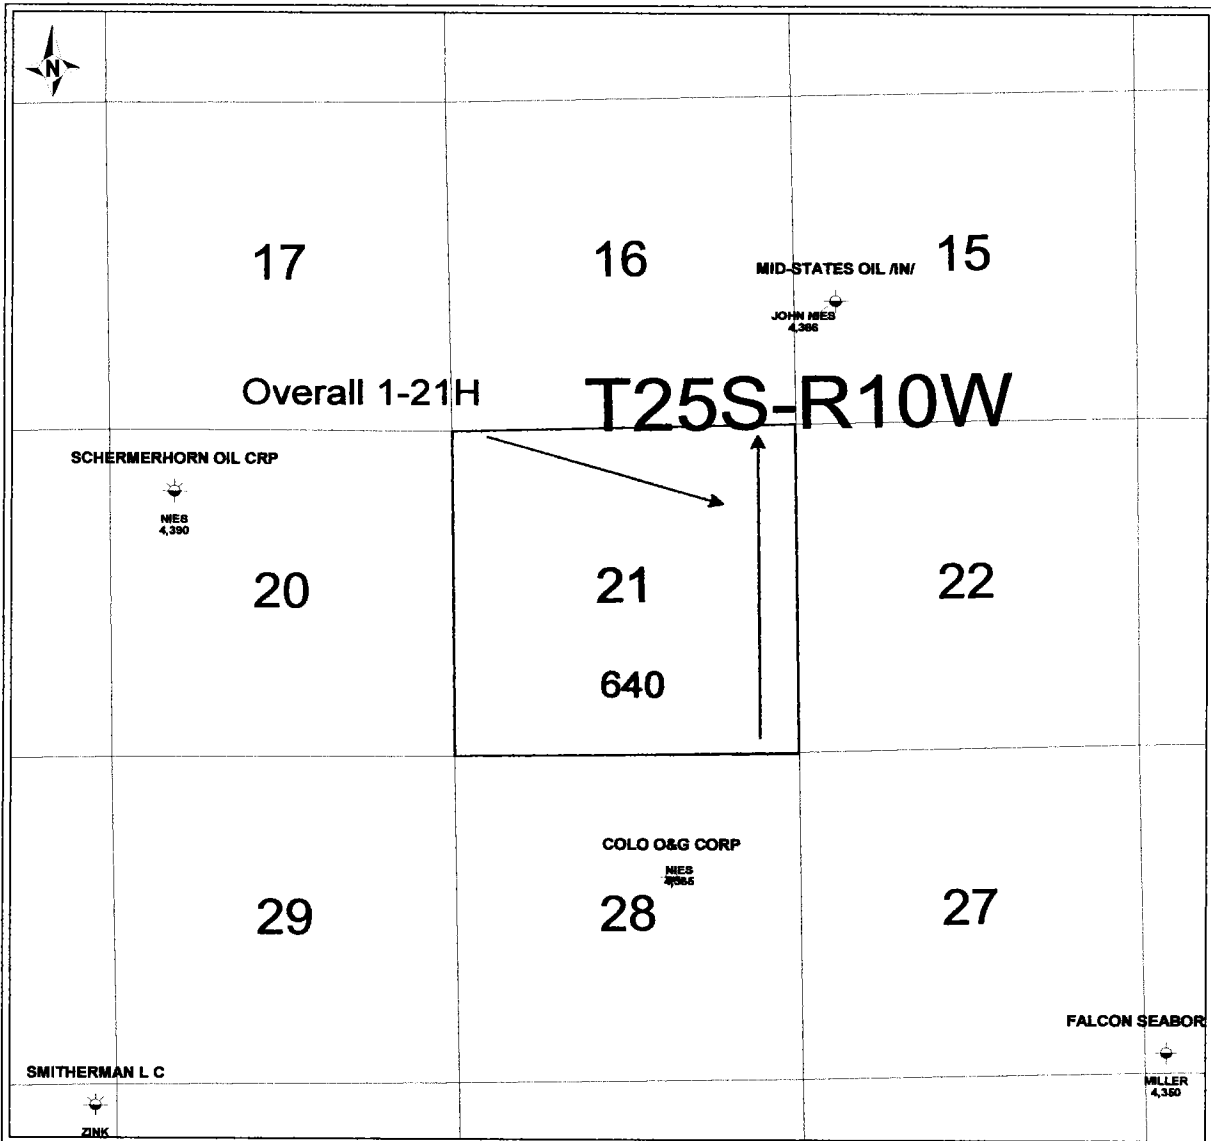 N
17
16
15
MID-STATES OIL /IN/
JOHN NIES
4,386
Overall 1-21H
T25S-R10W
SCHERMERHORN OIL CRP
NIES
4,390
20
21
22
640
COLO O&G CORP
NIES
29
28
27
FALCON SEABOR
SMITHERMAN L C
MILLER
4,350
ZINK